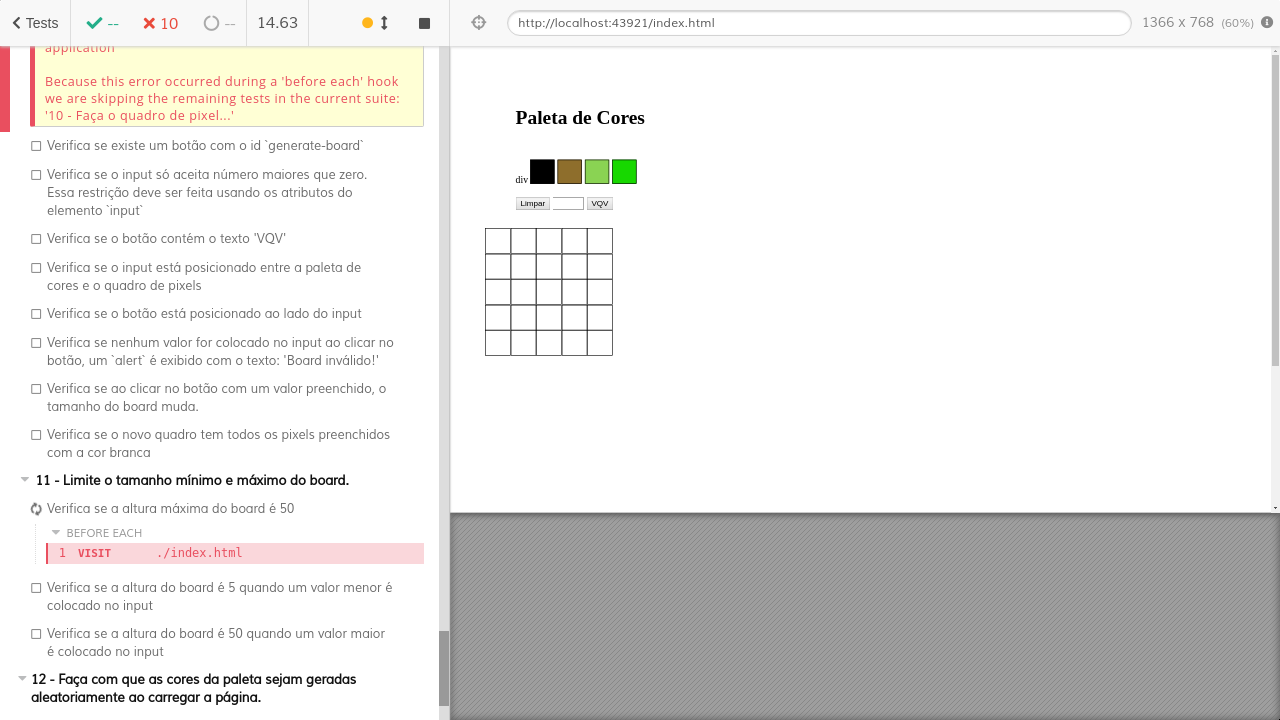 Tests
--
10
--
14.63
http://localhost:43921/index.html
1366 x 768 (60%)
application
Because this error occurred during a 'before each' hook
we are skipping the remaining tests in the current suite:
'10 - Faça o quadro de pixel...'
Verifica se existe um botão com o id `generate-board`
Verifica se o input só aceita número maiores que zero.
Essa restrição deve ser feita usando os atributos do
elemento `input`
Verifica se o botão contém o texto 'VQV'
Verifica se o input está posicionado entre a paleta de
cores e o quadro de pixels
Verifica se o botão está posicionado ao lado do input
Verifica se nenhum valor for colocado no input ao clicar no
botão, um `alert` é exibido com o texto: 'Board inválido!'
Verifica se ao clicar no botão com um valor preenchido, o
tamanho do board muda.
Verifica se o novo quadro tem todos os pixels preenchidos
com a cor branca
11 - Limite o tamanho mínimo e máximo do board.
Verifica se a altura máxima do board é 50
BEFORE EACH
1 VISIT ./index.html
Verifica se a altura do board é 5 quando um valor menor é
colocado no input
Verifica se a altura do board é 50 quando um valor maior
é colocado no input
12 - Faça com que as cores da paleta sejam geradas
aleatoriamente ao carregar a página.
Paleta de Cores
div
Limpar
VQV